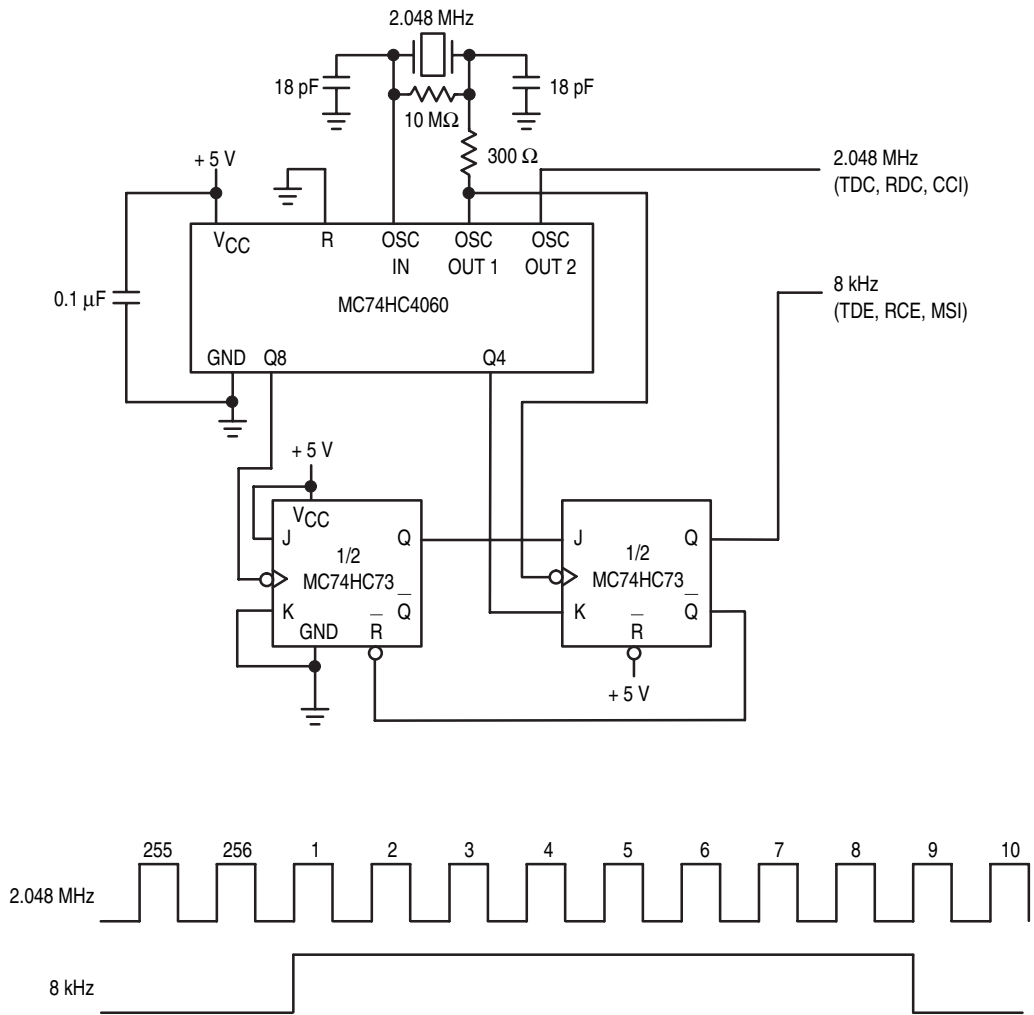 2.048 MHz
18 pF
18 pF
10 MΩ
300 Ω
+ 5 V
2.048 MHz
(TDC, RDC, CCI)
VCC
R
OSC
IN
OSC
OUT 1
OSC
OUT 2
8 kHz
(TDE, RCE, MSI)
0.1 µF
MC74HC4060
GND
Q8
Q4
+ 5 V
VCC
J
Q
1/2
MC74HC73
K
Q
GND
R
J
Q
1/2
MC74HC73
K
Q
R
+ 5 V
255 256 1 2 3 4 5 6 7 8 9 10
2.048 MHz
8 kHz